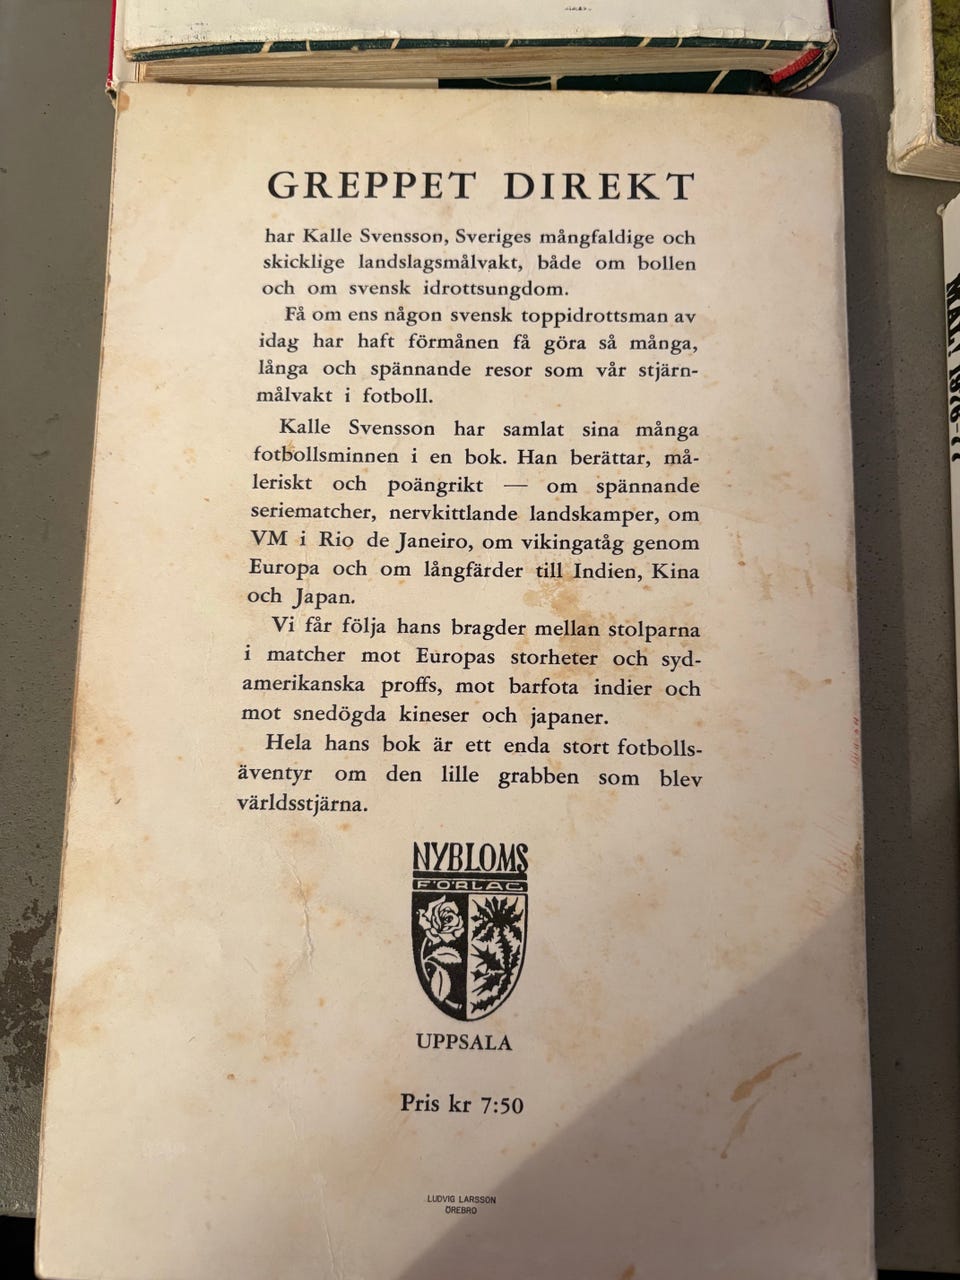 GREPPET DIREKT
har Kalle Svensson, Sveriges mångfaldige och
skicklige landslagsmålvakt, både om bollen
och om svensk idrottsungdom.
Få om ens någon svensk toppidrottsman av
idag har haft förmånen få göra så många,
långa och spännande resor som vår stjärn-
målvakt i fotboll.
Kalle Svensson har samlat sina många
fotbollsminnen i en bok. Han berättar, må-
leriskt och poängrikt — om spännande
seriematcher, nervkittlande landskamper, om
VM i Rio de Janeiro, om vikingatåg genom
Europa och om långfärder till Indien, Kina
och Japan.
Vi får följa hans bragder mellan stolparna
i matcher mot Europas storheter och syd-
amerikanska proffs, mot barfota indier och
mot snedögda kineser och japaner.
Hela hans bok är ett enda stort fotbolls-
äventyr om den lille grabben som blev
världsstjärna.
NYBLOMS
FÖRLAG
UPPSALA
Pris kr 7:50
LUDVIG LARSSON
ÖREBRO